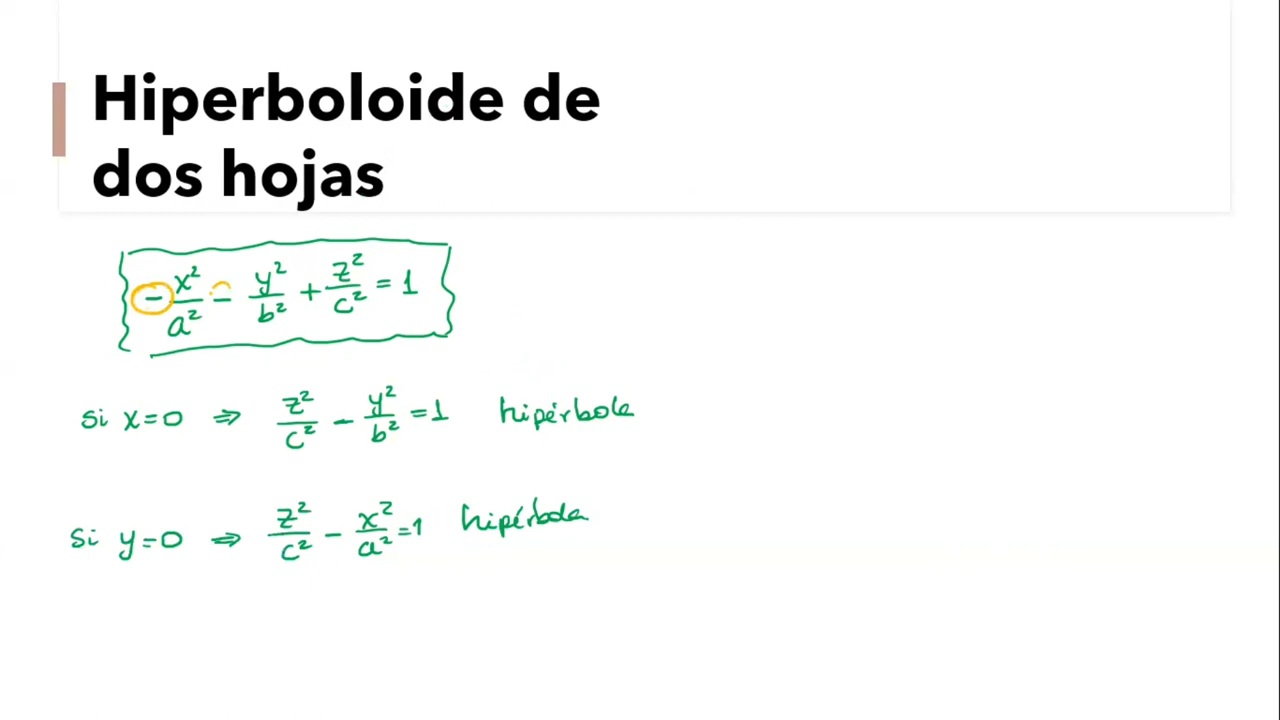 Hiperboloide de
dos hojas
- x²/a² - y²/b² + z²/c² = 1
Si x=0 ⇒ z²/c² - y²/b² = 1 hipérbola
Si y=0 ⇒ z²/c² - x²/a² = 1 hipérbola